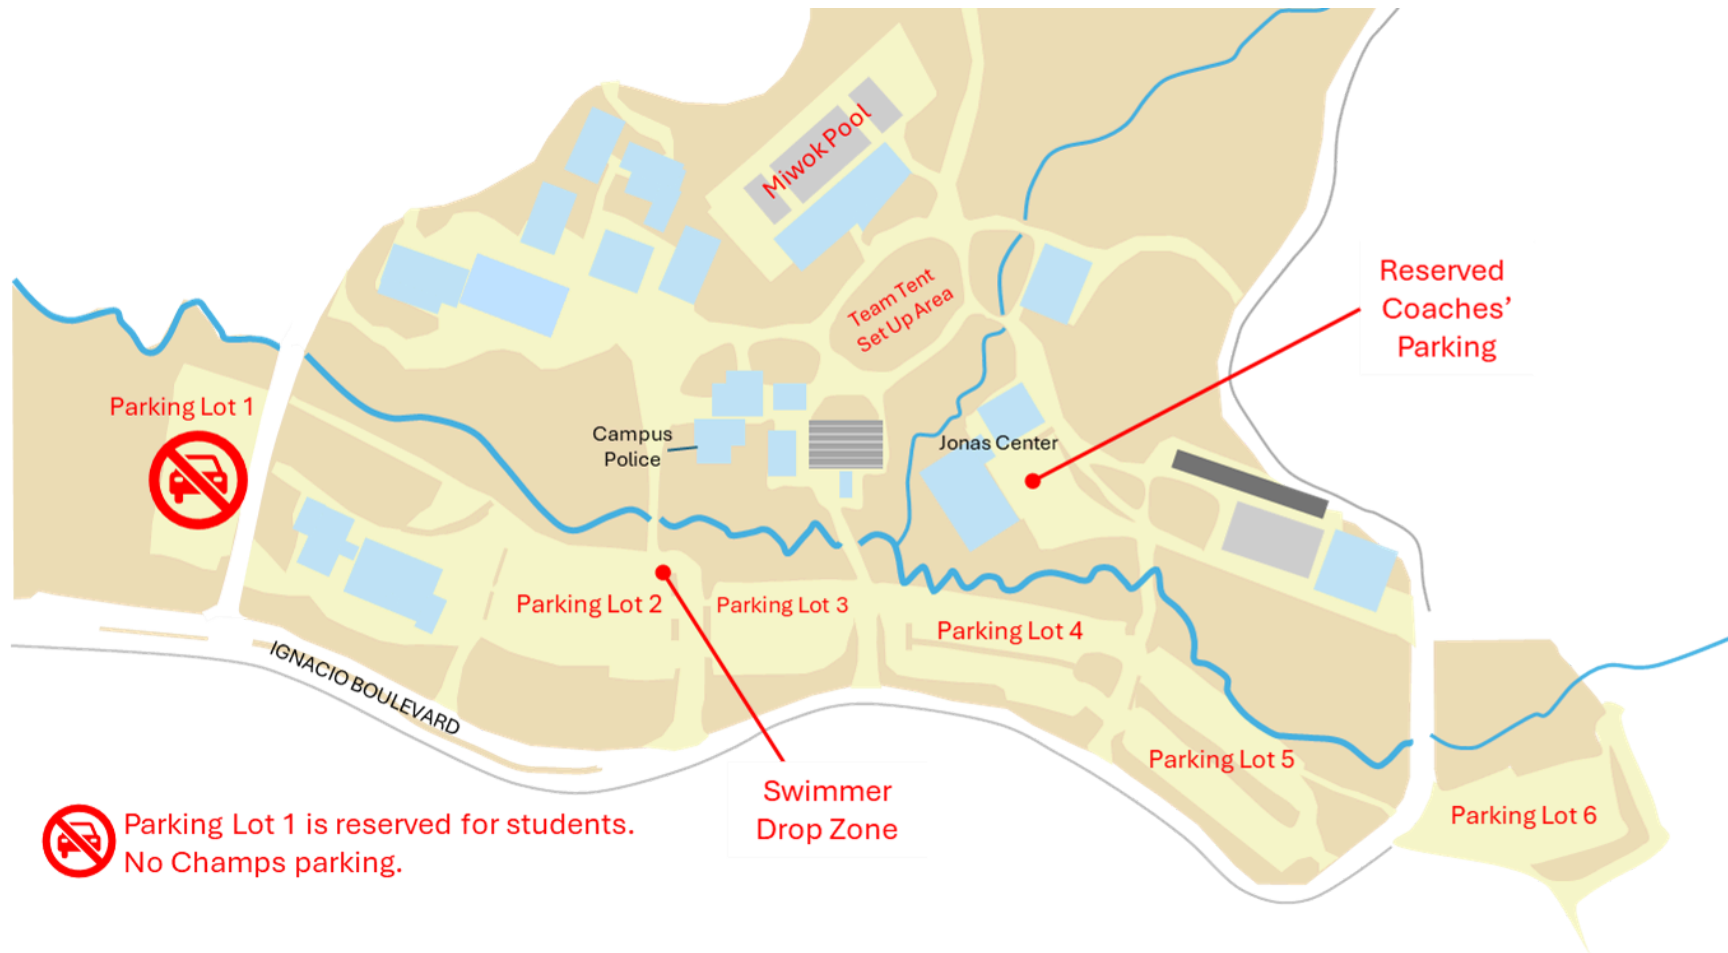 Miwok Pool
Team Tent
Set Up Area
Reserved
Coaches’
Parking
Parking Lot 1
Campus
Police
Jonas Center
Parking Lot 2
Parking Lot 3
Parking Lot 4
IGNACIO BOULEVARD
Parking Lot 5
Swimmer
Drop Zone
Parking Lot 6
Parking Lot 1 is reserved for students.
No Champs parking.